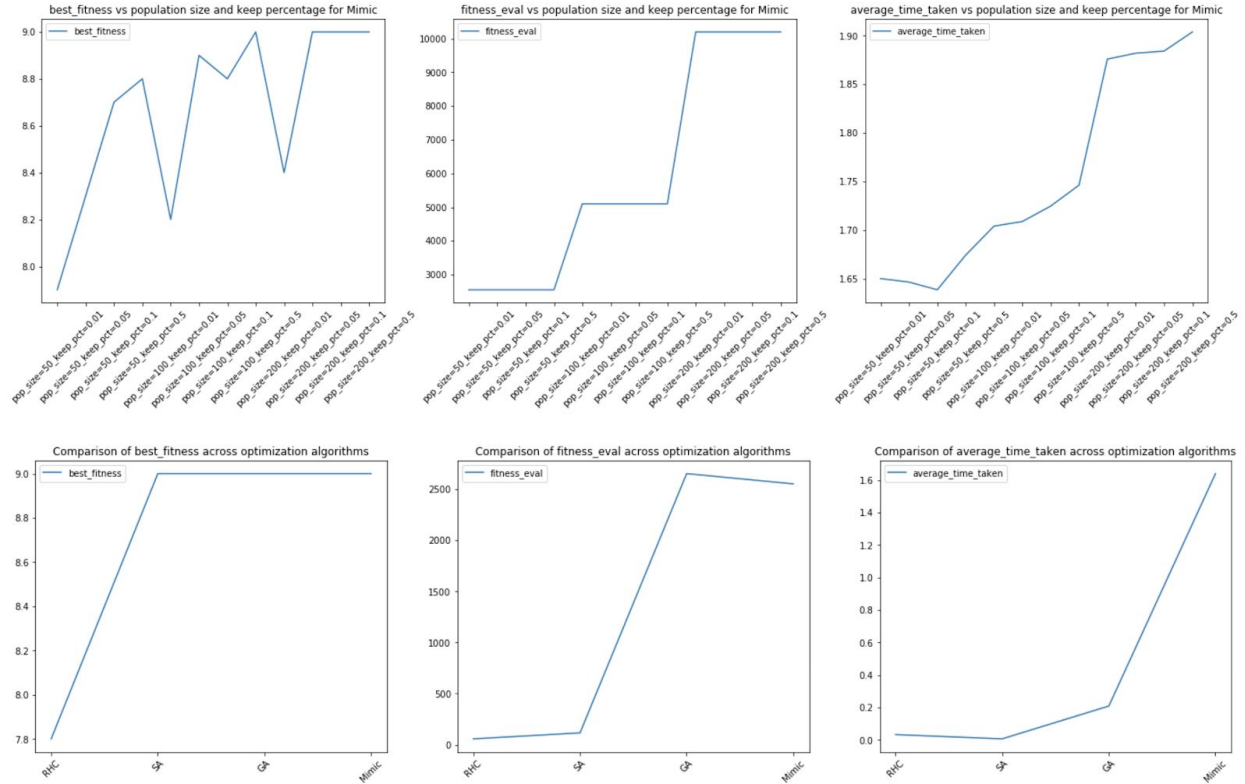 best_fitness vs population size and keep percentage for Mimic
best_fitness
9.0
8.8
8.6
8.4
8.2
8.0
pop_size=50_keep_pct=0.01
pop_size=50_keep_pct=0.05
pop_size=50_keep_pct=0.1
pop_size=50_keep_pct=0.5
pop_size=100_keep_pct=0.01
pop_size=100_keep_pct=0.05
pop_size=100_keep_pct=0.1
pop_size=100_keep_pct=0.5
pop_size=200_keep_pct=0.01
pop_size=200_keep_pct=0.05
pop_size=200_keep_pct=0.1
pop_size=200_keep_pct=0.5
fitness_eval vs population size and keep percentage for Mimic
fitness_eval
10000
9000
8000
7000
6000
5000
4000
3000
pop_size=50_keep_pct=0.01
pop_size=50_keep_pct=0.05
pop_size=50_keep_pct=0.1
pop_size=50_keep_pct=0.5
pop_size=100_keep_pct=0.01
pop_size=100_keep_pct=0.05
pop_size=100_keep_pct=0.1
pop_size=100_keep_pct=0.5
pop_size=200_keep_pct=0.01
pop_size=200_keep_pct=0.05
pop_size=200_keep_pct=0.1
pop_size=200_keep_pct=0.5
average_time_taken vs population size and keep percentage for Mimic
average_time_taken
1.90
1.85
1.80
1.75
1.70
1.65
pop_size=50_keep_pct=0.01
pop_size=50_keep_pct=0.05
pop_size=50_keep_pct=0.1
pop_size=50_keep_pct=0.5
pop_size=100_keep_pct=0.01
pop_size=100_keep_pct=0.05
pop_size=100_keep_pct=0.1
pop_size=100_keep_pct=0.5
pop_size=200_keep_pct=0.01
pop_size=200_keep_pct=0.05
pop_size=200_keep_pct=0.1
pop_size=200_keep_pct=0.5
Comparison of best_fitness across optimization algorithms
best_fitness
9.0
8.8
8.6
8.4
8.2
8.0
7.8
RHC
SA
GA
Mimic
Comparison of fitness_eval across optimization algorithms
fitness_eval
2500
2000
1500
1000
500
0
RHC
SA
GA
Mimic
Comparison of average_time_taken across optimization algorithms
average_time_taken
1.6
1.4
1.2
1.0
0.8
0.6
0.4
0.2
0.0
RHC
SA
GA
Mimic